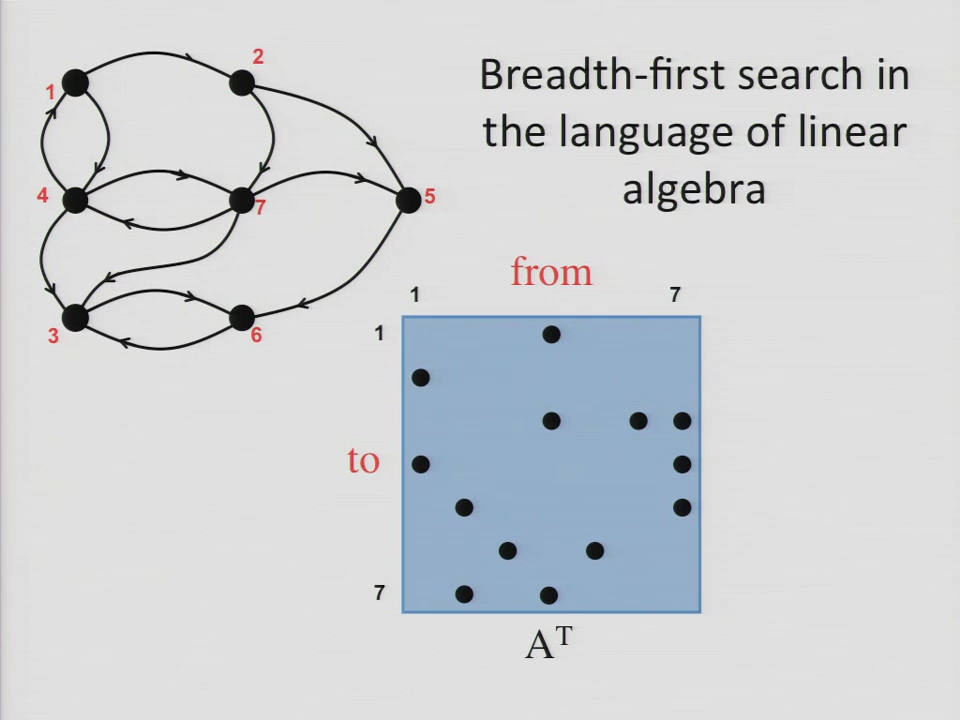 Breadth-first search in
the language of linear
algebra
1
2
4
7
5
3
6
from
1
7
1
to
7
Aᵀ